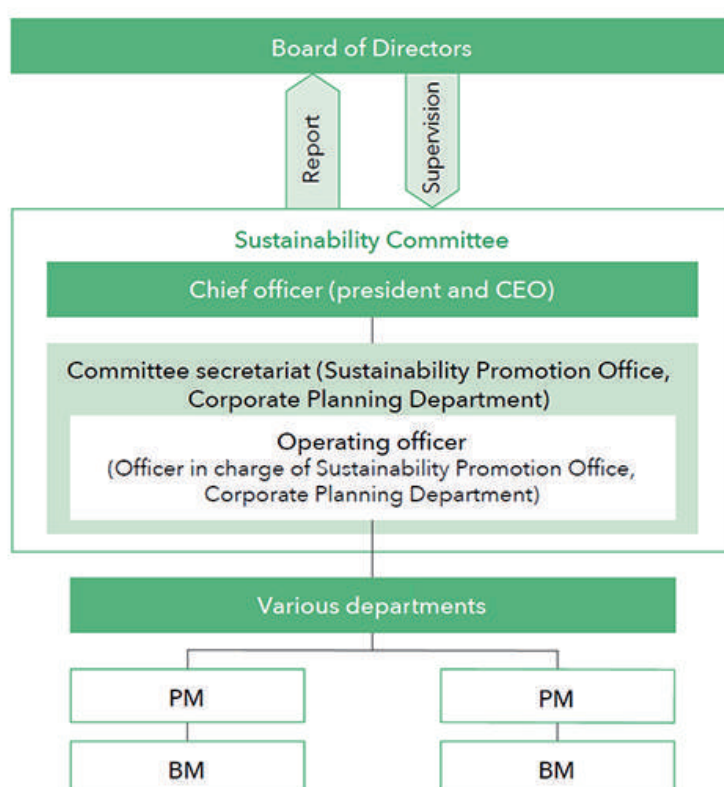 Board of Directors
Report
Supervision
Sustainability Committee
Chief officer (president and CEO)
Committee secretariat (Sustainability Promotion Office,
Corporate Planning Department)
Operating officer
(Officer in charge of Sustainability Promotion Office,
Corporate Planning Department)
Various departments
PM
PM
BM
BM